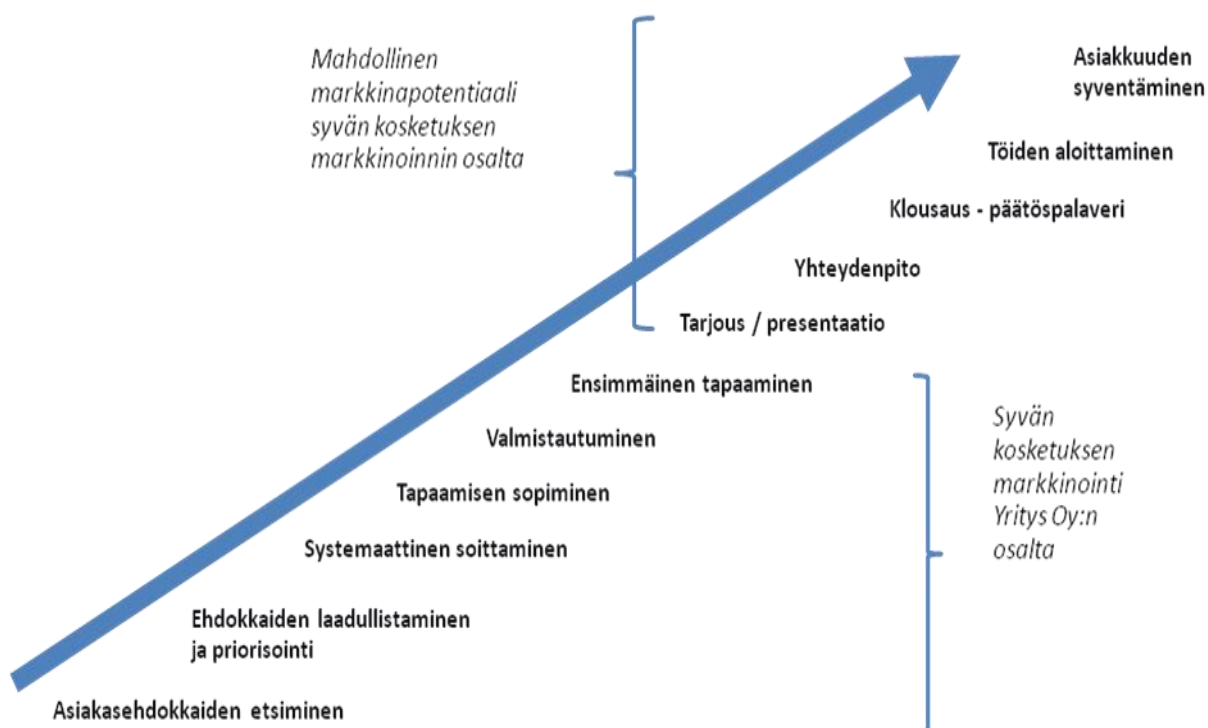 Mahdollinen
markkinapotentiaali
syvän kosketuksen
markkinoinnin osalta
Asiakkuuden
syventäminen
Töiden aloittaminen
Klousaus - päätöspalaveri
Yhteydenpito
Tarjous / presentaatio
Ensimmäinen tapaaminen
Valmistautuminen
Tapaamisen sopiminen
Systemaattinen soittaminen
Ehdokkaiden laadullistaminen
ja priorisointi
Asiakasehdokkaiden etsiminen
Syvän
kosketuksen
markkinointi
Yritys Oy:n
osalta